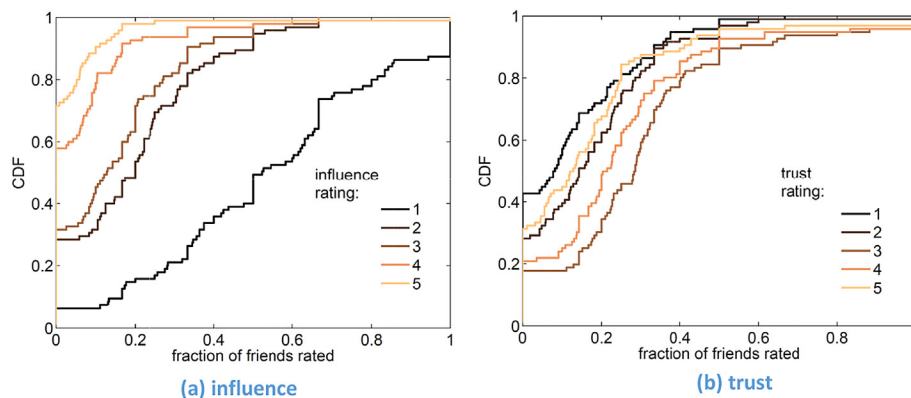 1
0.8
0.6
0.4
0.2
0
CDF
influence
rating:
1
2
3
4
5
0 0.2 0.4 0.6 0.8 1
fraction of friends rated
(a) influence
1
0.8
0.6
0.4
0.2
0
CDF
trust
rating:
1
2
3
4
5
0 0.2 0.4 0.6 0.8
fraction of friends rated
(b) trust